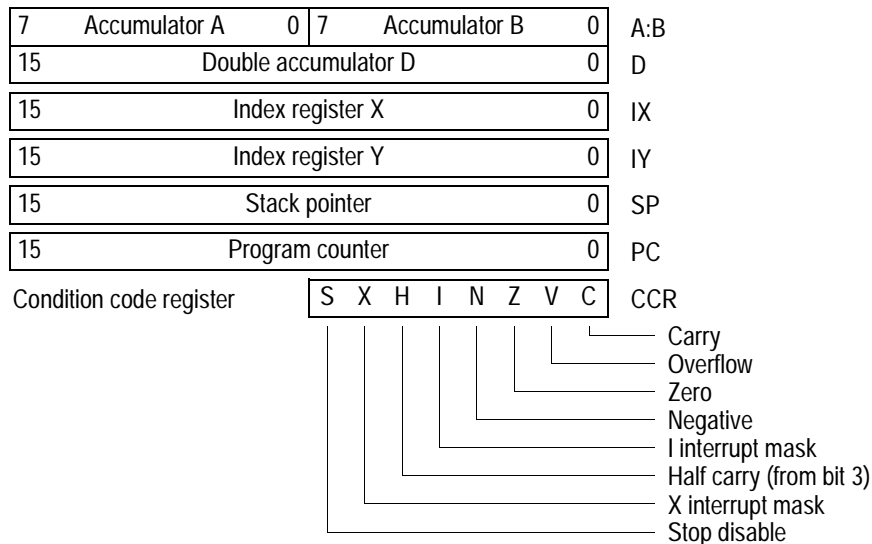 7 Accumulator A 0 7 Accumulator B 0 A:B
15 Double accumulator D 0 D
15 Index register X 0 IX
15 Index register Y 0 IY
15 Stack pointer 0 SP
15 Program counter 0 PC
Condition code register S X H I N Z V C CCR
Carry
Overflow
Zero
Negative
I interrupt mask
Half carry (from bit 3)
X interrupt mask
Stop disable